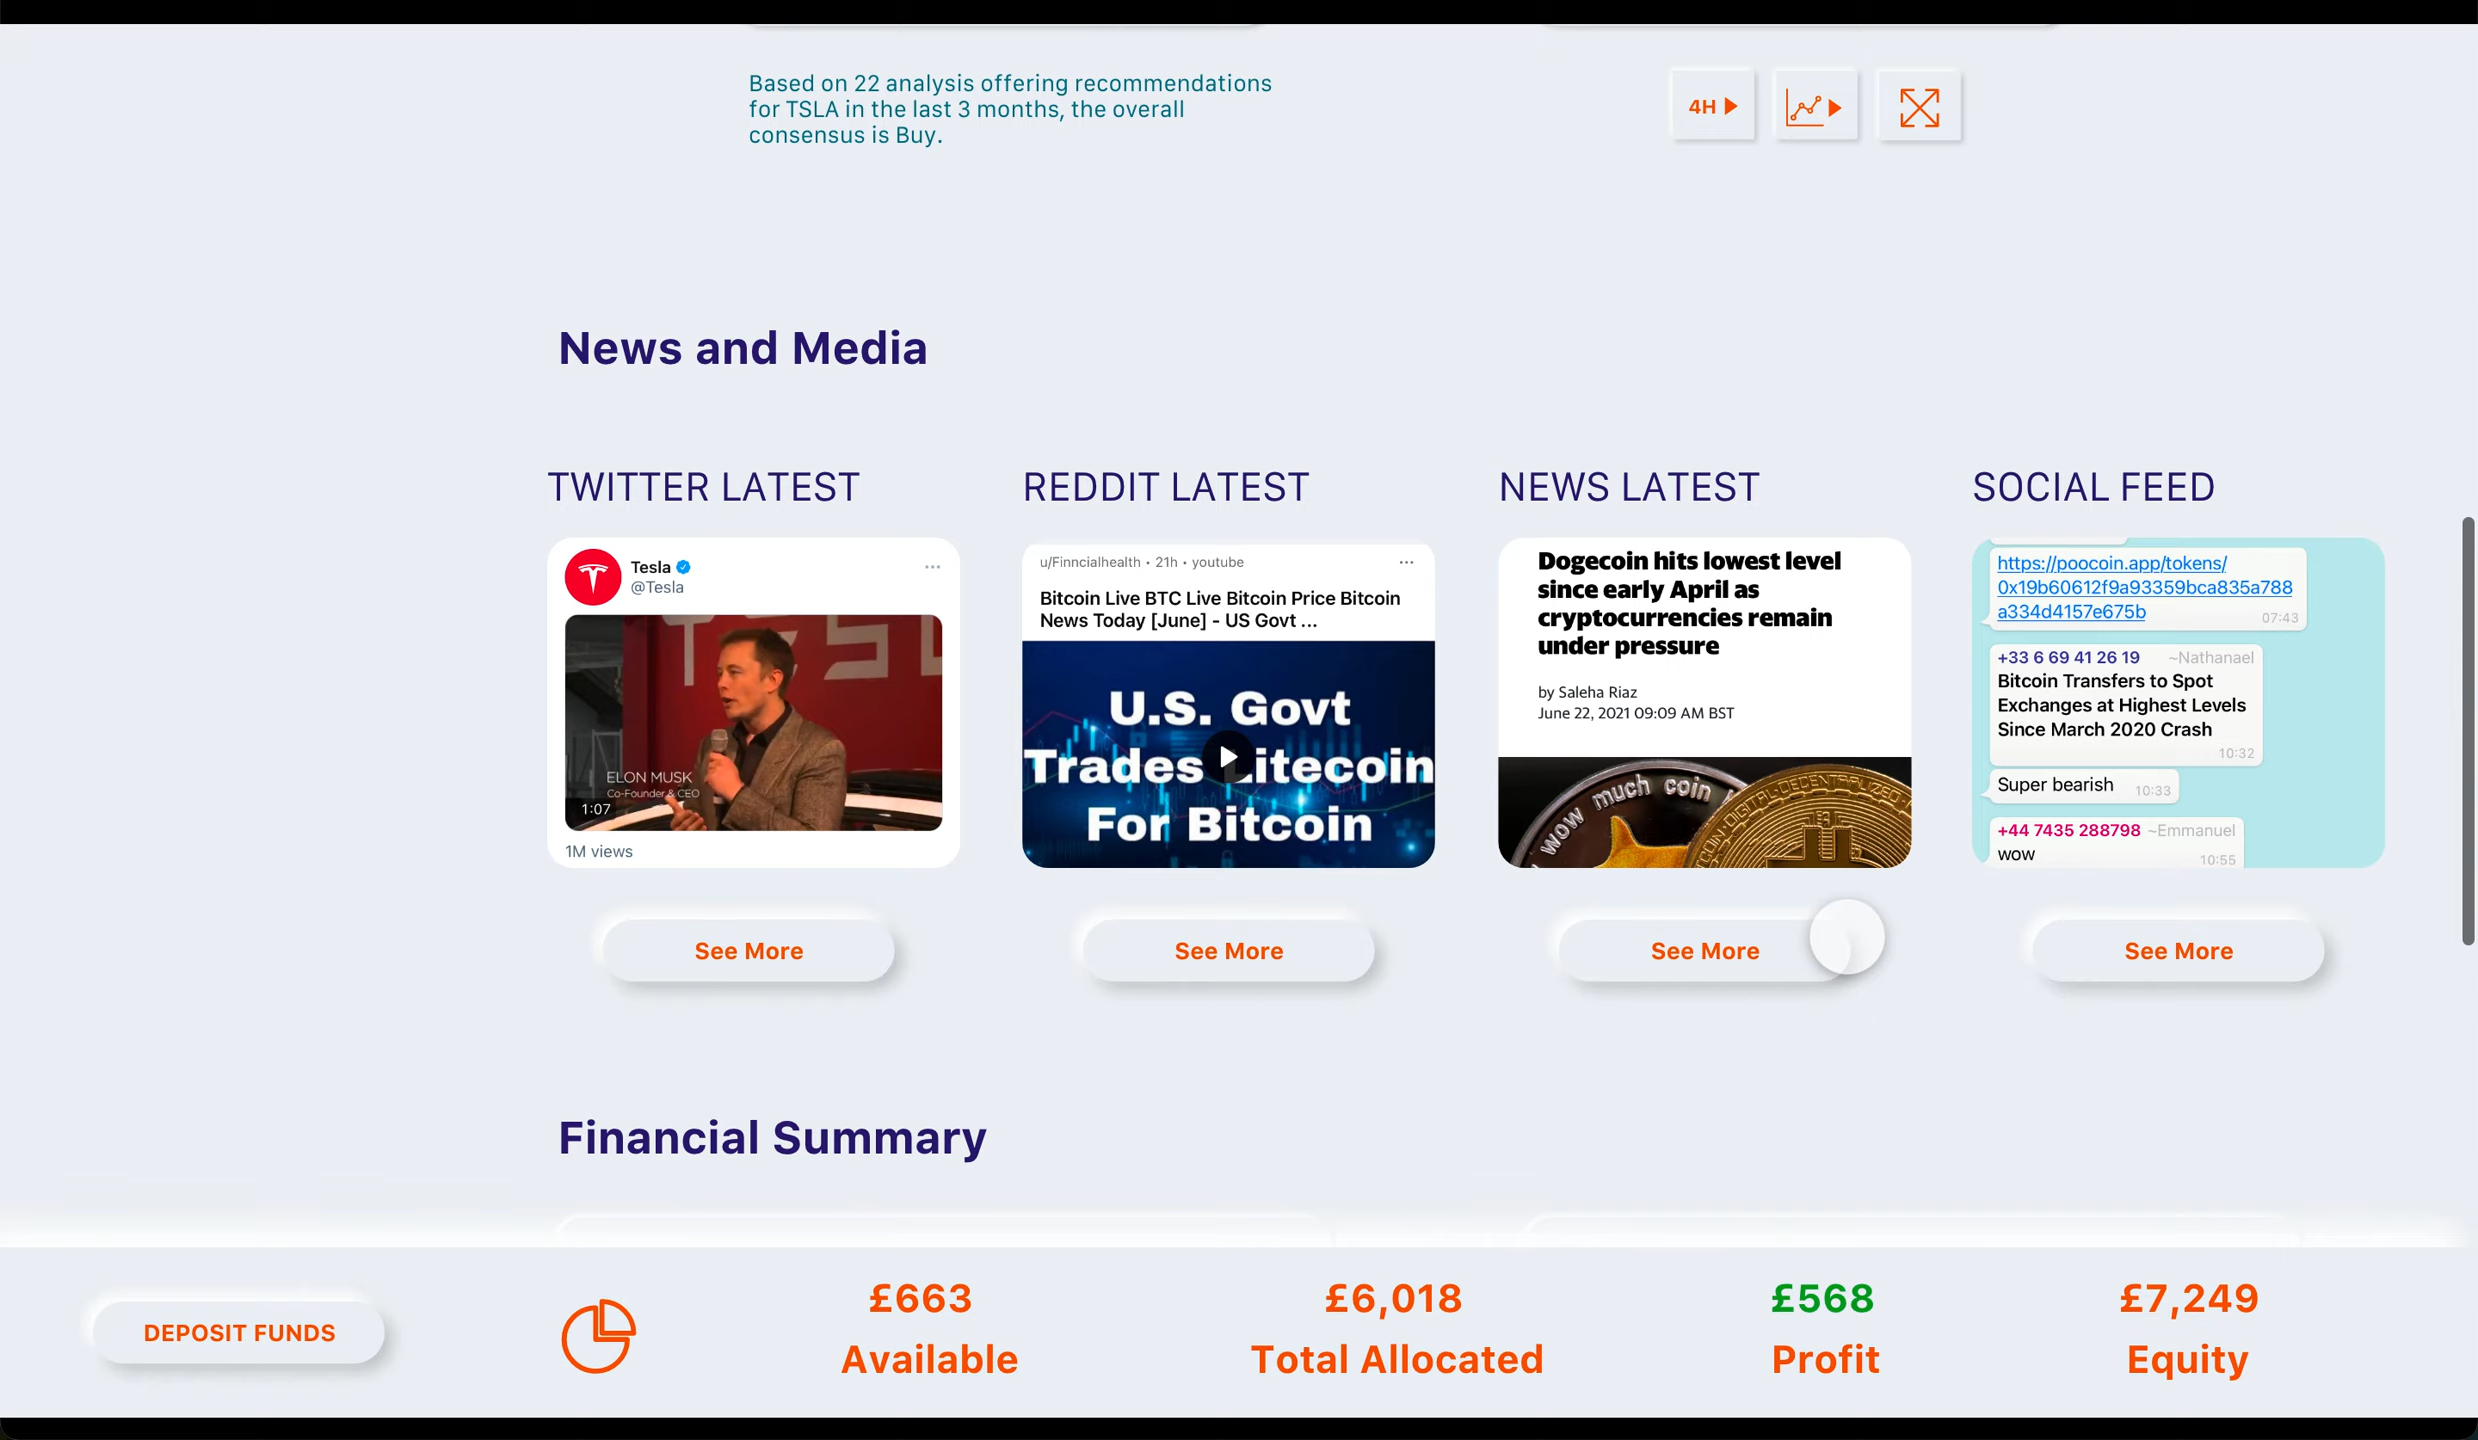 Based on 22 analysis offering recommendations
for TSLA in the last 3 months, the overall
consensus is Buy.
4H
News and Media
TWITTER LATEST
Tesla
@Tesla
TESL
ELON MUSK
Co-Founder & CEO
1:07
1M views
See More
REDDIT LATEST
u/Finncialhealth • 21h • youtube
Bitcoin Live BTC Live Bitcoin Price Bitcoin
News Today [June] - US Govt ...
U.S. Govt
Trades Litecoin
For Bitcoin
See More
NEWS LATEST
Dogecoin hits lowest level
since early April as
cryptocurrencies remain
under pressure
by Saleha Riaz
June 22, 2021 09:09 AM BST
wow much coin
DIGITAL DECENTRALIZED
See More
SOCIAL FEED
https://poocoin.app/tokens/
0x19b60612f9a93359bca835a788
a334d4157e675b
07:43
+33 6 69 41 26 19 ~Nathanael
Bitcoin Transfers to Spot
Exchanges at Highest Levels
Since March 2020 Crash
10:32
Super bearish 10:33
+44 7435 288798 ~Emmanuel
wow 10:55
See More
Financial Summary
DEPOSIT FUNDS
£663
Available
£6,018
Total Allocated
£568
Profit
£7,249
Equity